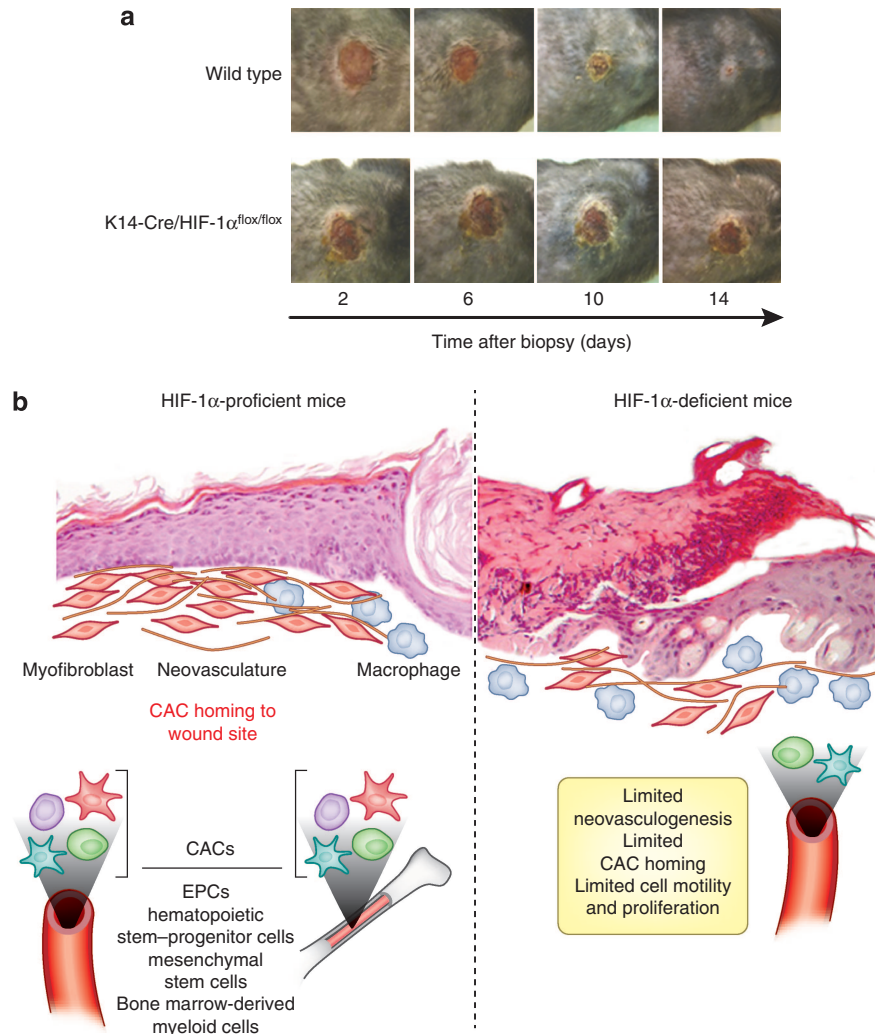 a
Wild type
K14-Cre/HIF-1α^flox/flox
2 6 10 14
Time after biopsy (days)
b
HIF-1α-proficient mice
HIF-1α-deficient mice
Myofibroblast Neovasculature Macrophage
CAC homing to
wound site
CACs
EPCs
hematopoietic
stem–progenitor cells
mesenchymal
stem cells
Bone marrow-derived
myeloid cells
Limited
neovasculogenesis
Limited
CAC homing
Limited cell motility
and proliferation